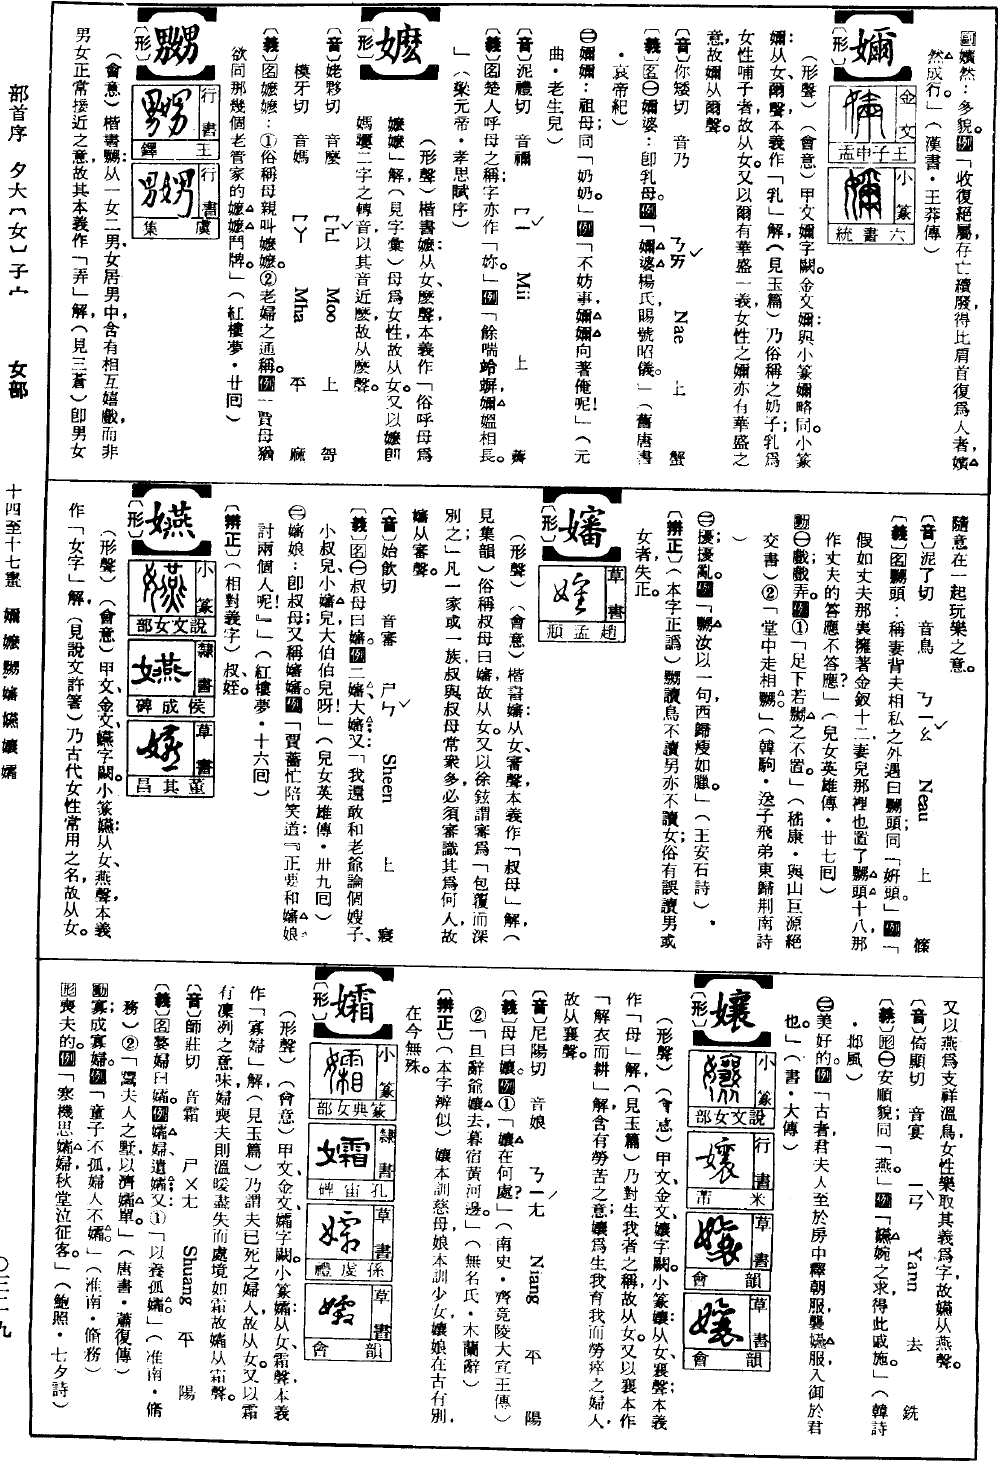 國嬪然：多貌。例「收復絕屬，存亡續廢，得比肩首，復爲人者，嬪
然成行。」（漢書・王莽傳）
嬭
〔形〕
金文
王子申盂
小篆
六書統
（形聲）（會意）甲文嬭字闕。金文嬭：與小篆嬭略同。小篆
嬭：从女、爾聲，本義作「乳」解（見玉篇），乃俗稱之奶子；乳爲
女性哺子者，故从女。又以爾有華盛一義，女性之嬭亦有華盛之
意，故嬭从爾聲。
〔音〕你矮切　音乃　ㄋㄞˇ　Nae　上　蟹
〔義〕名㊀嬭婆：卽乳母。例「嬭婆楊氏賜號昭儀。」（舊唐書
・哀帝紀）
㊁嬭嬭：祖母；同「奶奶。」例「不妨事，嬭嬭向著俺呢！」（元
曲・老生兒）
〔音〕泥禮切　音禰　ㄇㄧˇ　Mii　上　薺
〔義〕名楚人呼母之稱，字亦作「妳。」例「餘喘跲躃，嬭媼相長。
」（梁元帝・孝思賦序）
嬤
〔形〕
（形聲）楷書嬤：从女、麼聲，本義作「俗呼母爲
嬤嬤」解（見字彙），母爲女性，故从女。又以嬤卽
媽嬤二字之轉音，以其音近麼，故从麼聲。
〔音〕姥夥切　音麼　ㄇㄛˇ　Moo　上　哿
模牙切　音媽　ㄇㄚ　Mha　平　麻
〔義〕名嬤嬤：①俗稱母親叫嬤嬤。②老婦之通稱。例「賈母猶
欲同那幾個老管家的嬤嬤鬥牌。」（紅樓夢・廿囘）
嬲
〔形〕
行書
王鐸
行書
虞集
（會意）楷書嬲：从一女二男，女居男中含有相互嬉戲，而非
男女正常接近之意，故其本義作「弄」解（見三蒼），卽男女
隨意在一起玩樂之意。
〔音〕泥了切　音鳥　ㄋㄧㄠˇ　Neau　上　篠
〔義〕名嬲頭：稱妻背夫相私之外遇曰嬲頭；同「姘頭。」例「
假如丈夫那裏擁著金釵十二，妻兒那裡也置了嬲頭十八，那
作丈夫的答應不答應？」（兒女英雄傳・廿七囘）
動㊀戲；戲弄。例①「足下若嬲之不置。」（嵇康・與山巨源絕
交書）②「堂中走相嬲。」（韓駒・送子飛弟東歸荆南詩
）
㊁擾；擾亂。例「嬲汝以一句，西歸瘦如臘。」（王安石詩）・
〔辨正〕（本字正譌）嬲讀鳥，不讀男，亦不讀女；俗有誤讀男或
女者，失正。
嬸
〔形〕
草書
趙孟頫
（形聲）（會意）楷書嬸：从女、審聲，本義作「叔母」解（
見集韻），俗稱叔母曰嬸，故从女。又以徐鉉謂審爲「包覆而深
別之」，凡一家或一族，叔與叔母常衆多，必須審識其爲何人，故
嬸从審聲。
〔音〕始飮切　音審　ㄕㄣˇ　Sheen　上　寑
〔義〕名㊀叔母曰嬸。例二嬸、大嬸。又：「我還敢和老爺論個嫂子、
小叔兒，小嬸兒、大伯伯兒呀！」（兒女英雄傳・卅九囘）
㊁嬸娘：卽叔母；又稱嬸嬸。例「賈薔忙陪笑道：『正要和嬸娘
討兩個人呢！』」（紅樓夢・十六囘）
〔辨正〕（相對義字）叔、姪。
嬿
〔形〕
小篆
說文女部
隸書
侯成碑
草書
董其昌
（形聲）（會意）甲文、金文、嬿字闕。小篆嬿：从女、燕聲，本義
作「女字」解（見說文許箸），乃古代女性常用之名，故从女。
又以燕爲支祥溫鳥，女性樂取其義爲字，故嬿从燕聲。
〔音〕倚顯切　音宴　ㄧㄢˋ　Yann　去　銑
〔義〕形㊀安順貌；同「燕。」例「嬿婉之求，得此戚施。」（韓詩
・邶風）
㊁美好的。例「古者君夫人至於房中，釋朝服，襲嬿服，入御於君
也。」（書・大傳）
孃
〔形〕
小篆
說文女部
行書
米芾
草書
韻會
草書
韻會
（形聲）（會意）甲文、金文孃字闕。小篆孃：从女、襄聲，本義
作「母」解（見玉篇），乃對生我者之稱，故从女。又以襄本作
「解衣而耕」解，含有勞苦之意，孃爲生我育我而勞瘁之婦人，
故从襄聲。
〔音〕尼陽切　音娘　ㄋㄧㄤˊ　Niang　平　陽
〔義〕母曰孃。例①「孃在何處？」（南史・齊竟陵大宣王傳）
②「旦辭爺孃去，暮宿黃河邊。」（無名氏・木蘭辭）
〔辨正〕（本字辨似）孃本訓慈母，娘本訓少女，孃娘在古有別，
在今無殊。
孀
〔形〕
小篆
篆典女部
隸書
孔宙碑
草書
孫虔禮
草書
韻會
（形聲）（會意）甲文、金文、孀字闕。小篆孀：从女、霜聲，本義
作「寡婦」解（見玉篇），乃謂夫已死之婦人，故从女。又以霜
有凜冽之意味，婦喪夫則溫暖盡失而處境如霜，故孀从霜聲。
〔音〕師莊切　音霜　ㄕㄨㄤ　Shuang　平　陽
〔義〕名嫠婦曰孀。例孀婦、遺孀。又：①「以養孤孀。」（淮南・脩
務）②「鬻夫人之墅，以濟孀單。」（唐書・蕭復傳）
動寡；成寡婦。例「童子不孤，婦人不孀。」（淮南・脩務）
形喪夫的。例「寒機思孀婦，秋堂泣征客。」（鮑照・七夕詩）
部首序　夕大（女）子宀　女部
十四至十七畫　嬭嬤嬲嬸嬿孃孀
〇三二九